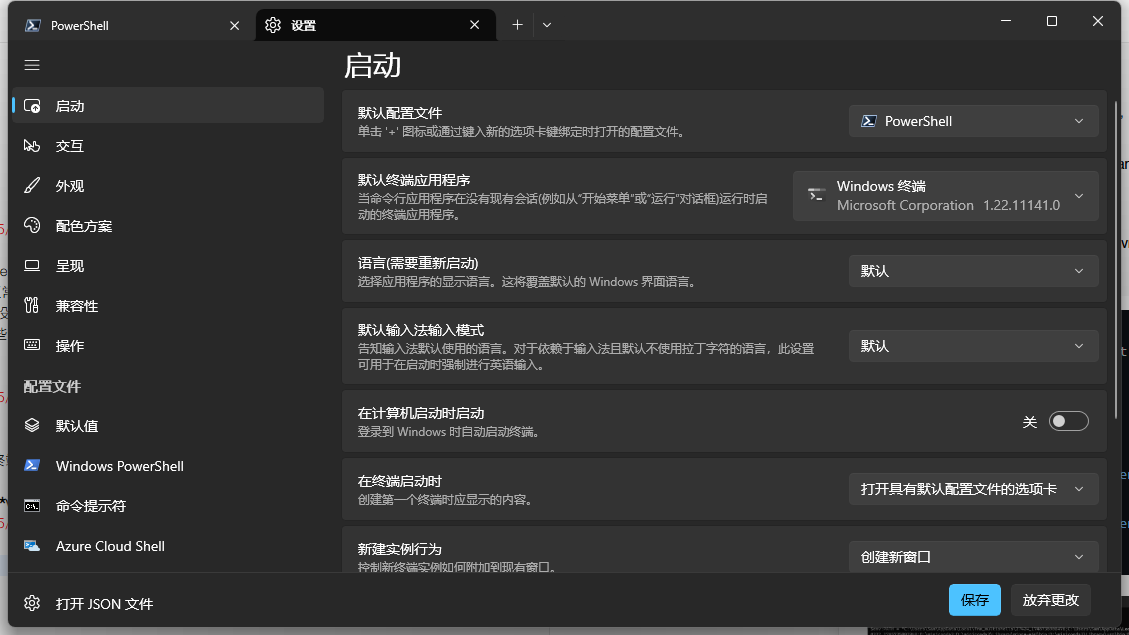 PowerShell
设置
启动
交互
外观
配色方案
呈现
兼容性
操作
配置文件
默认值
Windows PowerShell
命令提示符
Azure Cloud Shell
打开 JSON 文件
启动
默认配置文件
单击 '+' 图标或通过键入新的选项卡键绑定时打开的配置文件。
PowerShell
默认终端应用程序
当命令行应用程序在没有现有会话(例如从“开始菜单”或“运行”对话框)运行时启
动的终端应用程序。
Windows 终端
Microsoft Corporation 1.22.11141.0
语言(需要重新启动)
选择应用程序的显示语言。这将覆盖默认的 Windows 界面语言。
默认
默认输入法输入模式
告知输入法默认使用的语言。对于依赖于输入法且默认不使用拉丁字符的语言，此设置
可用于在启动时强制进行英语输入。
默认
在计算机启动时启动
登录到 Windows 时自动启动终端。
关
在终端启动时
创建第一个终端时应显示的内容。
打开具有默认配置文件的选项卡
新建实例行为
控制新终端实例如何附加到现有窗口。
创建新窗口
保存
放弃更改